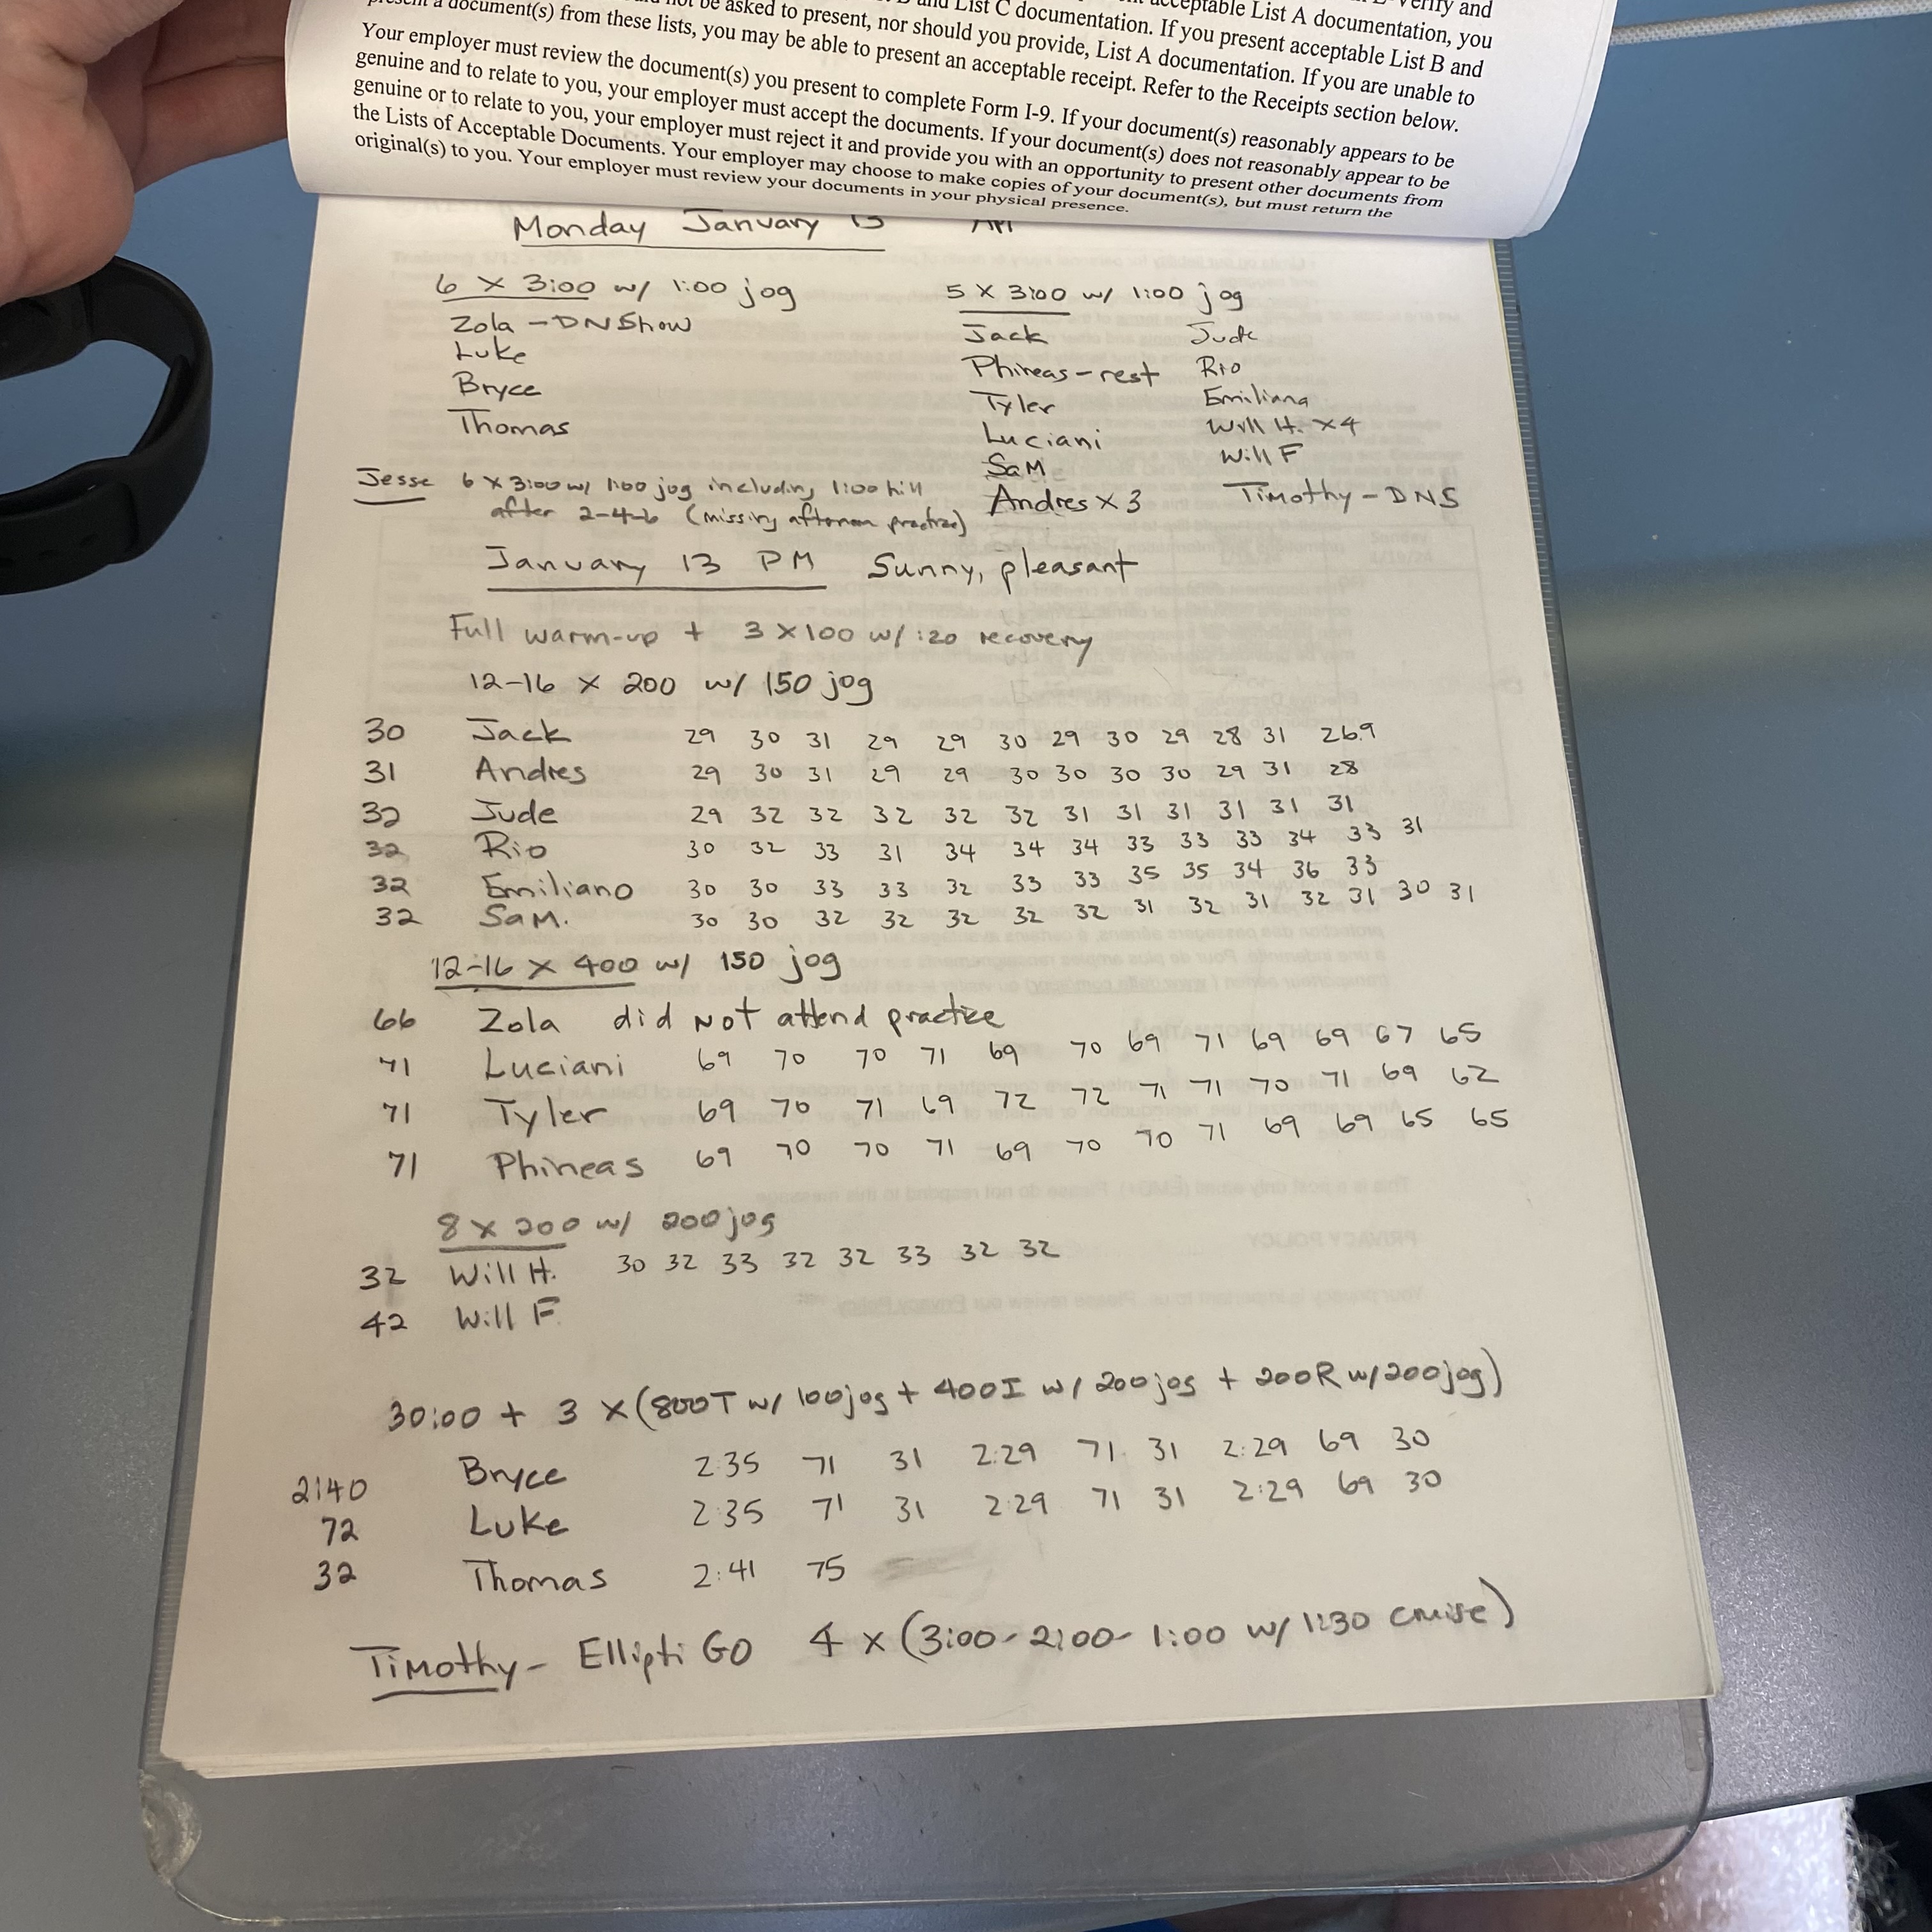 acceptable List A documentation, you
and List C documentation. If you present acceptable List B and
be asked to present, nor should you provide, List A documentation. If you are unable to
present a document(s) from these lists, you may be able to present an acceptable receipt. Refer to the Receipts section below.
Your employer must review the document(s) you present to complete Form I-9. If your document(s) reasonably appears to be
genuine and to relate to you, your employer must accept the documents. If your document(s) does not reasonably appear to be
genuine or to relate to you, your employer must reject it and provide you with an opportunity to present other documents from
the Lists of Acceptable Documents. Your employer may choose to make copies of your document(s), but must return the
original(s) to you. Your employer must review your documents in your physical presence.
Monday January 13 AM
6 X 3:00 w/ 1:00 jog
Zola - DNShow
Luke
Bryce
Thomas
5 X 3:00 w/ 1:00 jog
Jack Jude
Phineas - rest Rio
Tyler Emiliana
Luciani Will H. x4
SaM Will F
Andres x 3 Timothy - DNS
Jesse 6 X 3:00 w/ 1:00 jog including 1:00 hill
after 2-4-6 (missing afternoon practice)
January 13 PM Sunny, pleasant
Full warm-up + 3 X 100 w/ :20 recovery
12-16 X 200 w/ 150 jog
30 Jack 29 30 31 29 29 30 29 30 29 28 31 26.9
31 Andres 29 30 31 29 29 30 30 30 30 29 31 28
32 Jude 29 32 32 32 32 32 31 31 31 31 31 31
32 Rio 30 32 33 31 34 34 34 33 33 33 34 33 31
32 Emiliano 30 30 33 33 32 33 33 35 35 34 36 33
32 SaM. 30 30 32 32 32 32 32 31 32 31 32 31 30 31
12-16 X 400 w/ 150 jog
66 Zola did Not attend practice
71 Luciani 69 70 70 71 69 70 69 71 69 69 67 65
71 Tyler 69 70 71 69 72 72 71 71 70 71 69 62
71 Phineas 69 70 70 71 69 70 70 71 69 69 65 65
8 X 200 w/ 200 jog
32 Will H. 30 32 33 32 32 33 32 32
42 Will F.
30:00 + 3 X (800T w/ 100 jog + 400I w/ 200 jog + 200R w/ 200 jog)
2:40 Bryce 2:35 71 31 2:29 71 31 2:29 69 30
72 Luke 2:35 71 31 2:29 71 31 2:29 69 30
32 Thomas 2:41 75
Timothy - Ellipti GO 4 x (3:00 - 2:00 - 1:00 w/ 1:30 cruise)